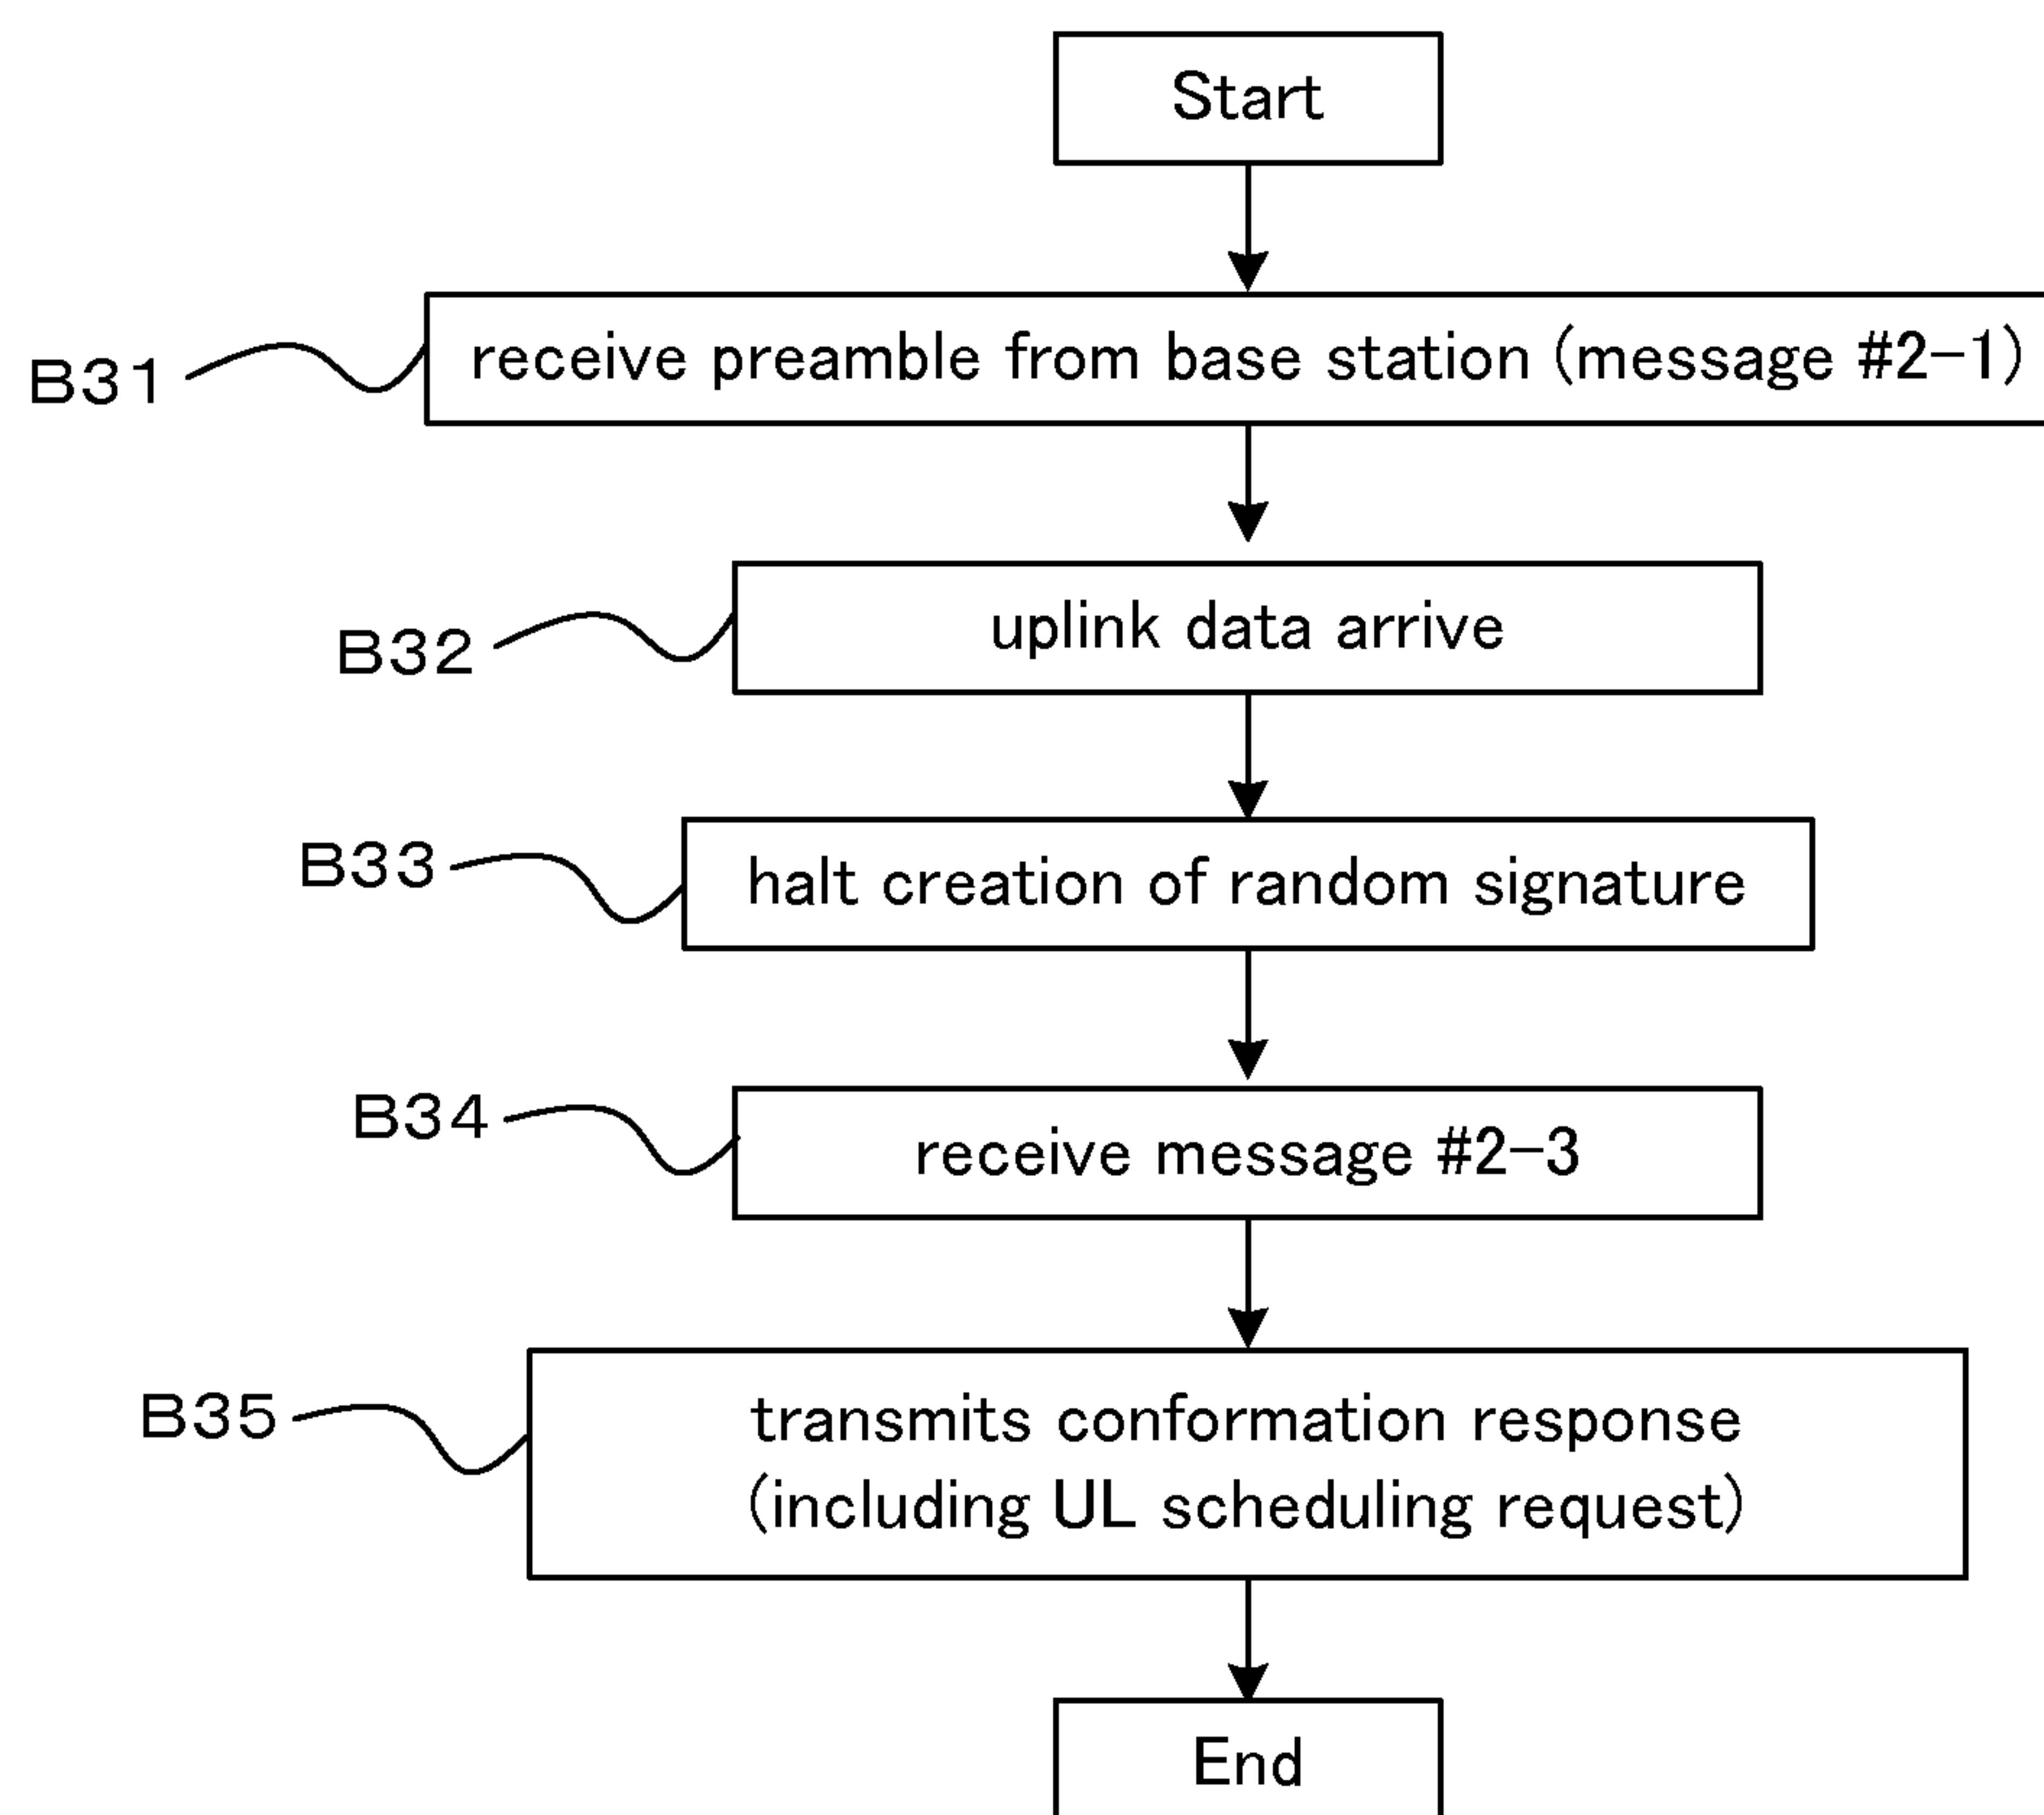 Start
B31
receive preamble from base station (message #2-1)
B32
uplink data arrive
B33
halt creation of random signature
B34
receive message #2-3
B35
transmits conformation response
(including UL scheduling request)
End